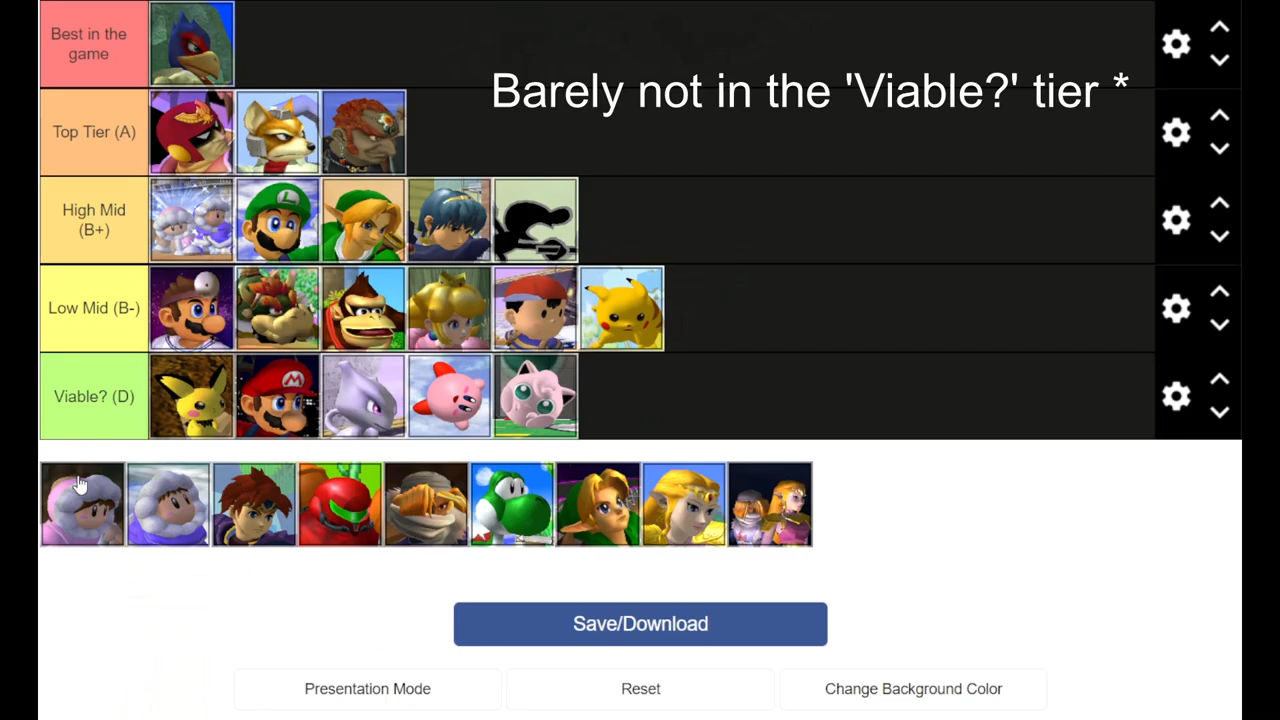 Best in the
game
Barely not in the 'Viable?' tier *
Top Tier (A)
High Mid
(B+)
Low Mid (B-)
Viable? (D)
Save/Download
Presentation Mode
Reset
Change Background Color